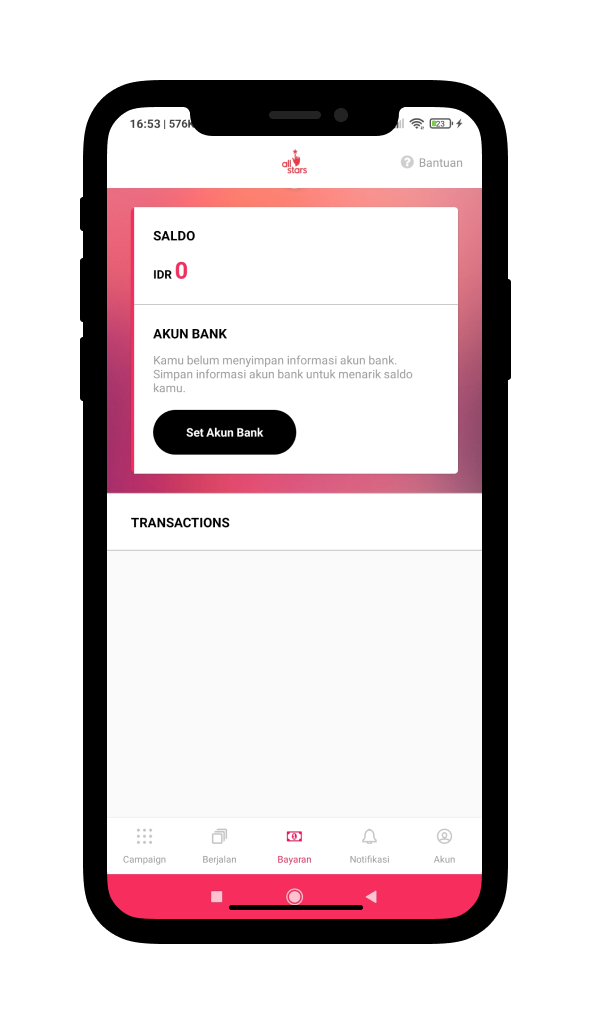 16:53 | 576K
23
all
stars
Bantuan
SALDO
IDR 0
AKUN BANK
Kamu belum menyimpan informasi akun bank.
Simpan informasi akun bank untuk menarik saldo
kamu.
Set Akun Bank
TRANSACTIONS
Campaign Berjalan Bayaran Notifikasi Akun